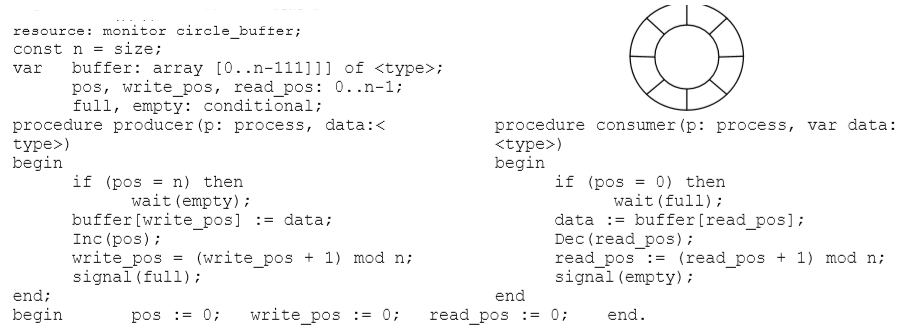 resource: monitor circle_buffer;
const n = size;
var   buffer: array [0..n-111]]] of <type>;
      pos, write_pos, read_pos: 0..n-1;
      full, empty: conditional;
procedure producer(p: process, data:<
type>)
begin
      if (pos = n) then
            wait(empty);
      buffer[write_pos] := data;
      Inc(pos);
      write_pos = (write_pos + 1) mod n;
      signal(full);
end;
procedure consumer(p: process, var data:
<type>)
begin
      if (pos = 0) then
            wait(full);
      data := buffer[read_pos];
      Dec(read_pos);
      read_pos := (read_pos + 1) mod n;
      signal(empty);
end
begin       pos := 0;   write_pos := 0;   read_pos := 0;    end.